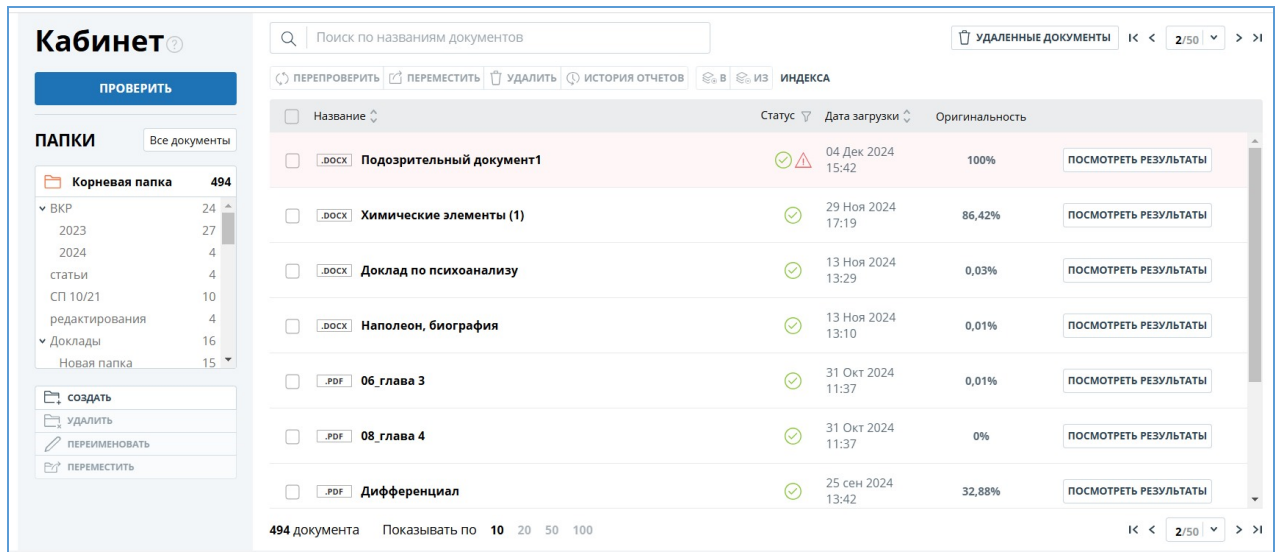 Кабинет
ПРОВЕРИТЬ
ПАПКИ
Все документы
Корневая папка 494
ВКР 24
2023 27
2024 4
статьи 4
СП 10/21 10
редактирования 4
Доклады 16
Новая папка 15
СОЗДАТЬ
УДАЛИТЬ
ПЕРЕИМЕНОВАТЬ
ПЕРЕМЕСТИТЬ
Поиск по названиям документов
УДАЛЕННЫЕ ДОКУМЕНТЫ
2/50
ПЕРЕПРОВЕРИТЬ ПЕРЕМЕСТИТЬ УДАЛИТЬ ИСТОРИЯ ОТЧЕТОВ В ИЗ ИНДЕКСА
Название Статус Дата загрузки Оригинальность
.DOCX Подозрительный документ1 04 Дек 2024 100% ПОСМОТРЕТЬ РЕЗУЛЬТАТЫ
15:42
.DOCX Химические элементы (1) 29 Ноя 2024 86,42% ПОСМОТРЕТЬ РЕЗУЛЬТАТЫ
17:19
.DOCX Доклад по психоанализу 13 Ноя 2024 0,03% ПОСМОТРЕТЬ РЕЗУЛЬТАТЫ
13:29
.DOCX Наполеон, биография 13 Ноя 2024 0,01% ПОСМОТРЕТЬ РЕЗУЛЬТАТЫ
13:10
.PDF 06_глава 3 31 Окт 2024 0,01% ПОСМОТРЕТЬ РЕЗУЛЬТАТЫ
11:37
.PDF 08_глава 4 31 Окт 2024 0% ПОСМОТРЕТЬ РЕЗУЛЬТАТЫ
11:37
.PDF Дифференциал 25 сен 2024 32,88% ПОСМОТРЕТЬ РЕЗУЛЬТАТЫ
13:42
494 документа Показывать по 10 20 50 100 2/50